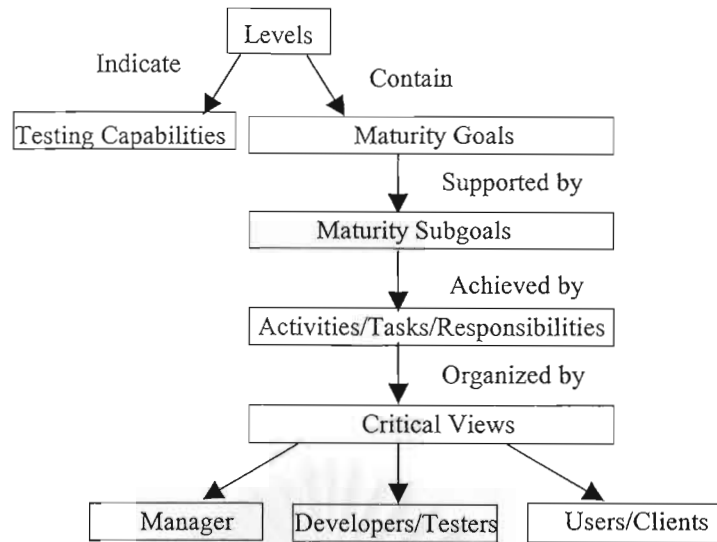 Levels
Indicate
Contain
Testing Capabilities
Maturity Goals
Supported by
Maturity Subgoals
Achieved by
Activities/Tasks/Responsibilities
Organized by
Critical Views
Manager
Developers/Testers
Users/Clients